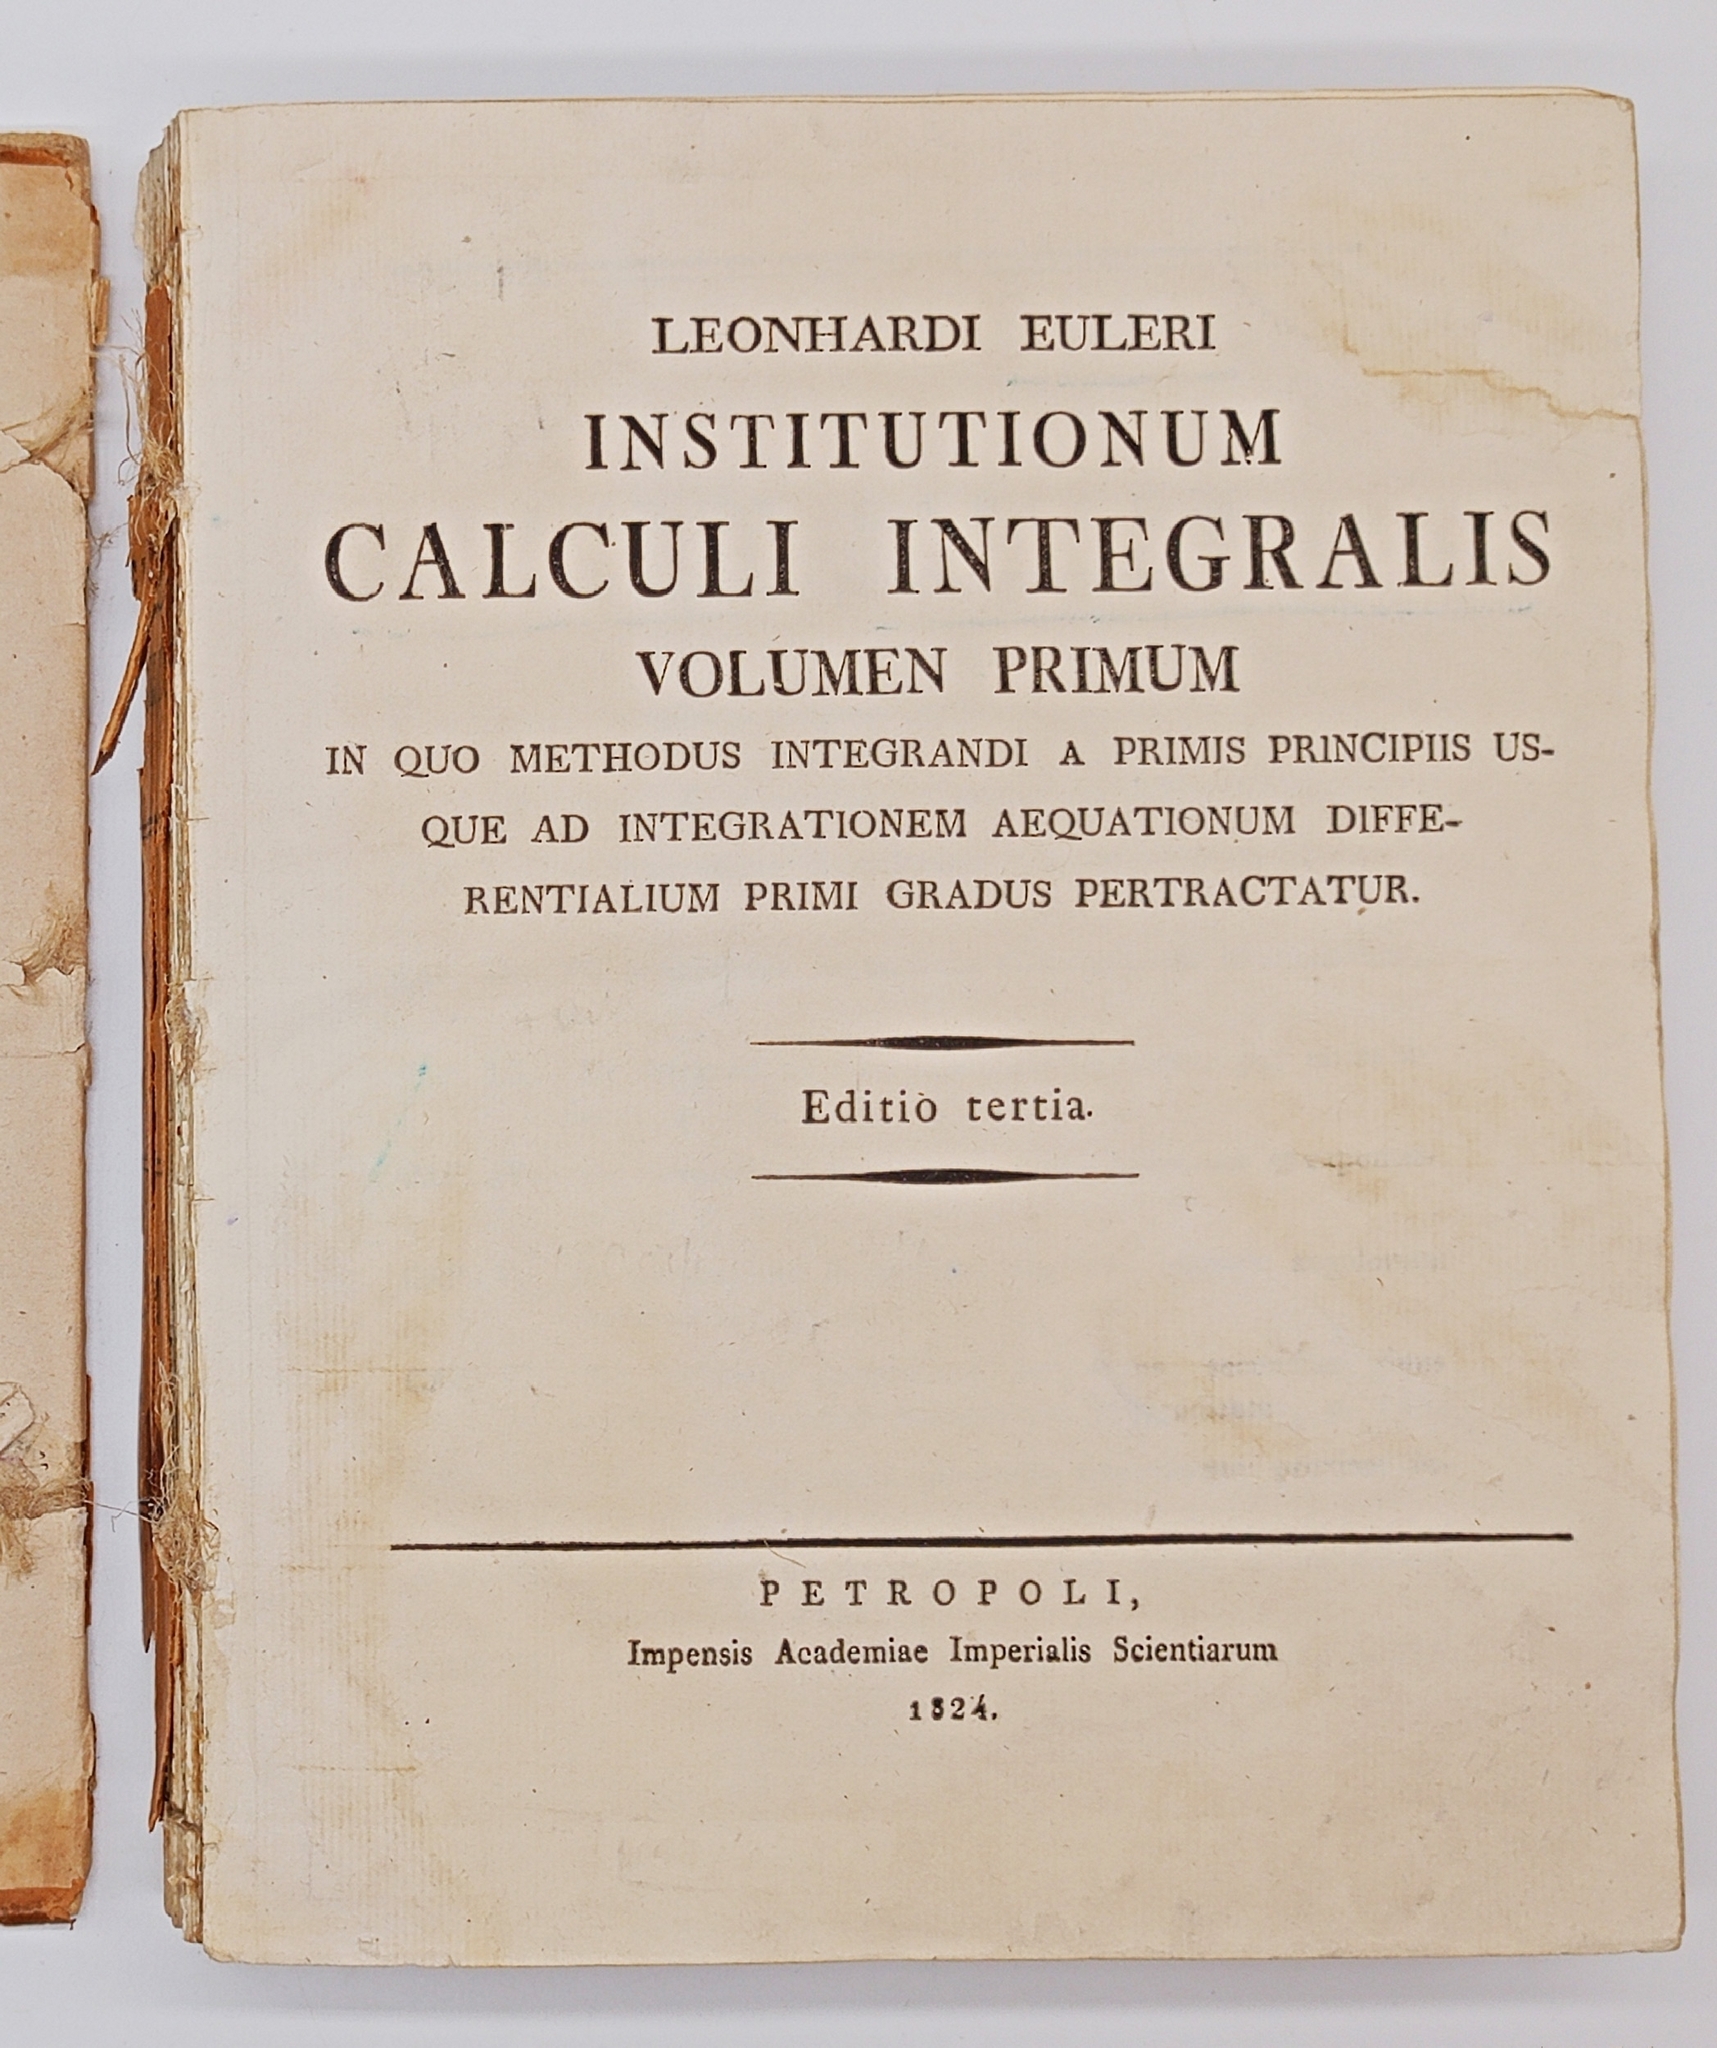 LEONHARDI EULERI
INSTITUTIONUM
CALCULI INTEGRALIS
VOLUMEN PRIMUM
IN QUO METHODUS INTEGRANDI A PRIMIS PRINCIPIIS US-
QUE AD INTEGRATIONEM AEQUATIONUM DIFFE-
RENTIALIUM PRIMI GRADUS PERTRACTATUR.
Editio tertia.
PETROPOLI,
Impensis Academiae Imperialis Scientiarum
1824.